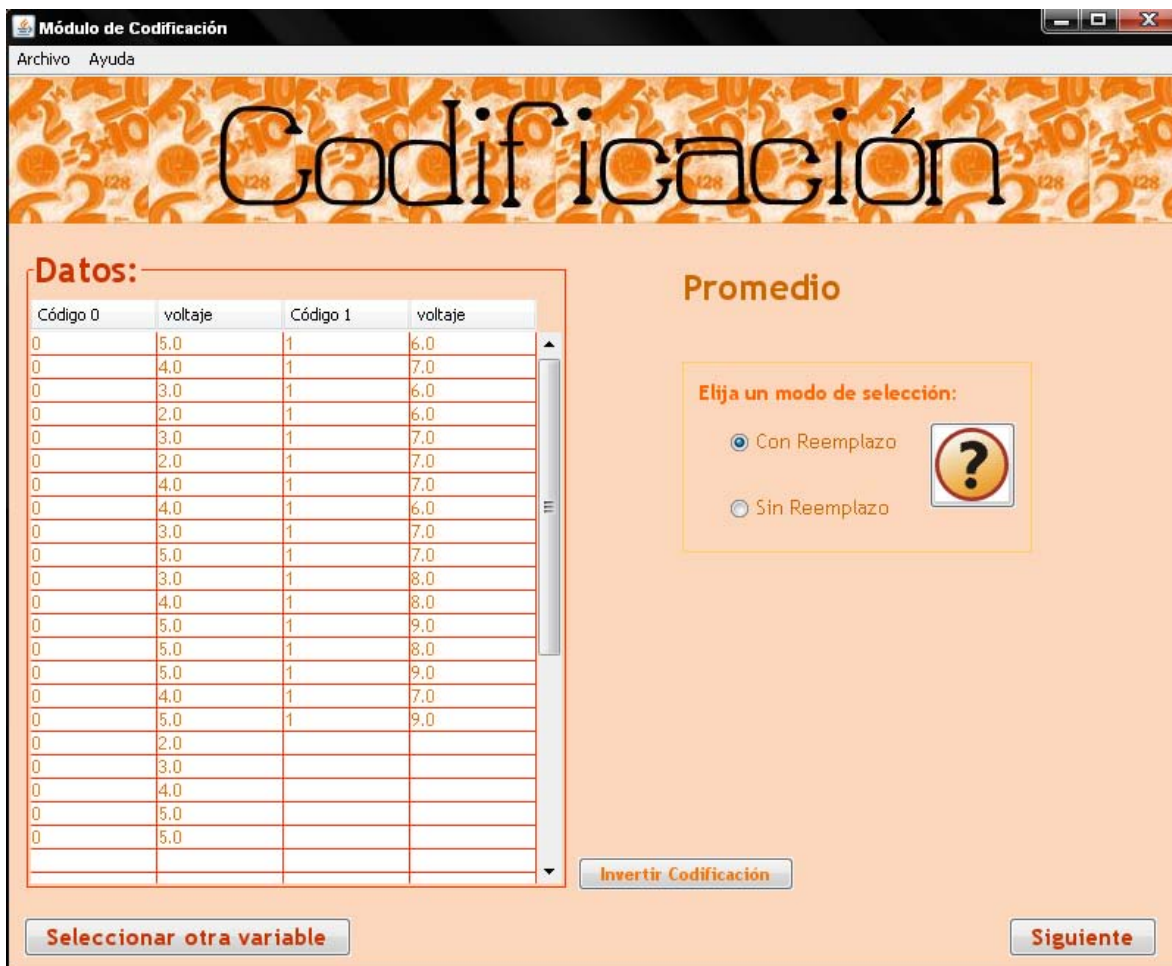 Módulo de Codificación
Archivo Ayuda
Codificación
Datos:
Código 0 voltaje Código 1 voltaje
0 5.0 1 6.0
0 4.0 1 7.0
0 3.0 1 6.0
0 2.0 1 6.0
0 3.0 1 7.0
0 2.0 1 7.0
0 4.0 1 7.0
0 4.0 1 6.0
0 3.0 1 7.0
0 5.0 1 7.0
0 3.0 1 8.0
0 4.0 1 8.0
0 5.0 1 9.0
0 5.0 1 8.0
0 5.0 1 9.0
0 4.0 1 7.0
0 5.0 1 9.0
0 2.0
0 3.0
0 4.0
0 5.0
0 5.0
Promedio
Elija un modo de selección:
Con Reemplazo
?
Sin Reemplazo
Invertir Codificación
Seleccionar otra variable
Siguiente